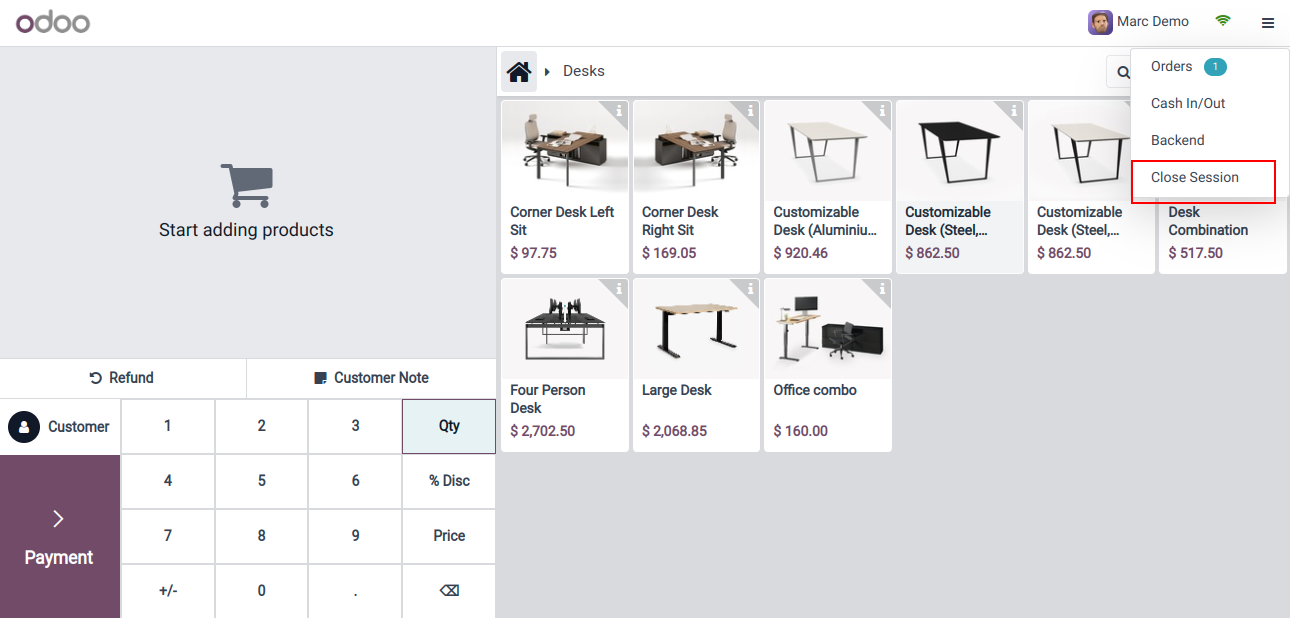 odoo
Marc Demo
Orders 1
Cash In/Out
Backend
Close Session
Desks
Start adding products
Corner Desk Left
Sit
$ 97.75
Corner Desk
Right Sit
$ 169.05
Customizable
Desk (Aluminiu...
$ 920.46
Customizable
Desk (Steel,...
$ 862.50
Customizable
Desk (Steel,...
$ 862.50
Desk
Combination
$ 517.50
Four Person
Desk
$ 2,702.50
Large Desk
$ 2,068.85
Office combo
$ 160.00
Refund
Customer Note
Customer
1 2 3 Qty
4 5 6 % Disc
7 8 9 Price
Payment
+/- 0 .